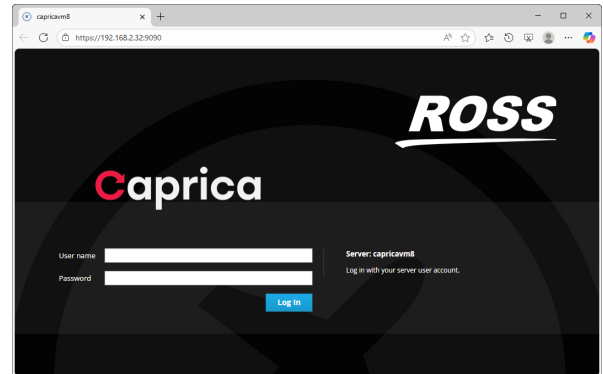 capricavm8
https://192.168.2.32:9090
ROSS
Caprica
User name
Password
Log In
Server: capricavm8
Log in with your server user account.